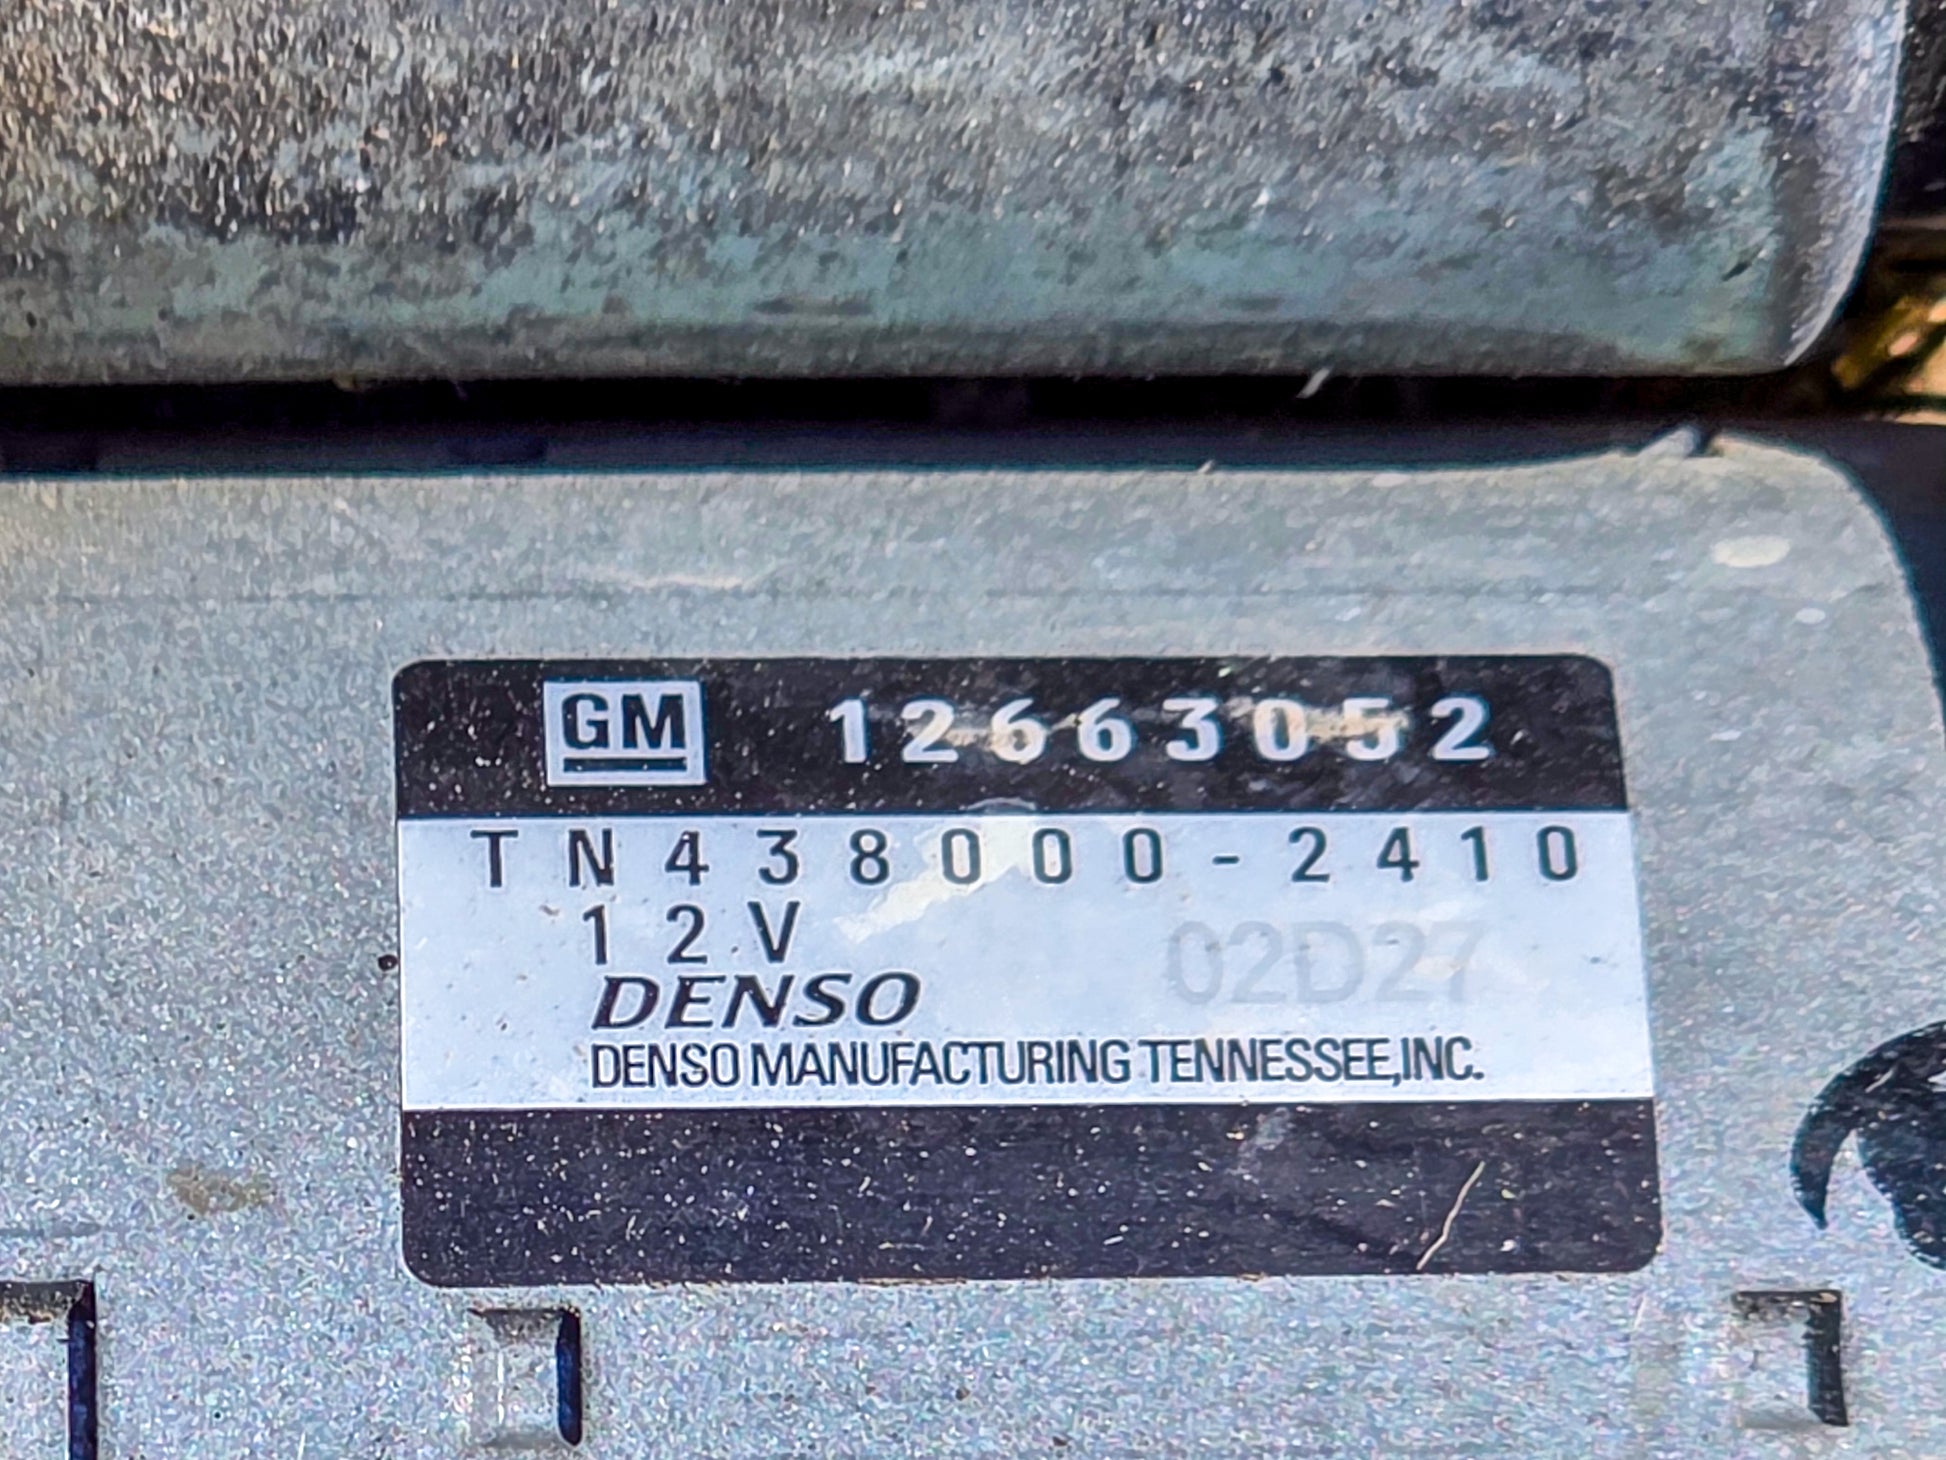 GM 12663052
TN438000-2410
12V
02D27
DENSO
DENSO MANUFACTURING TENNESSEE,INC.